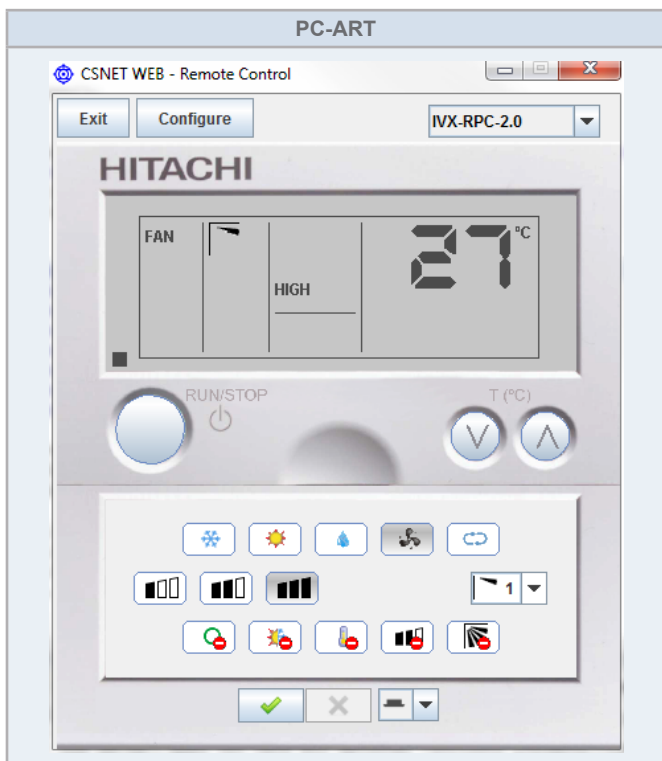 PC-ART
CSNET WEB - Remote Control
Exit Configure IVX-RPC-2.0
HITACHI
FAN 27 °C
HIGH
RUN/STOP T (°C)
1